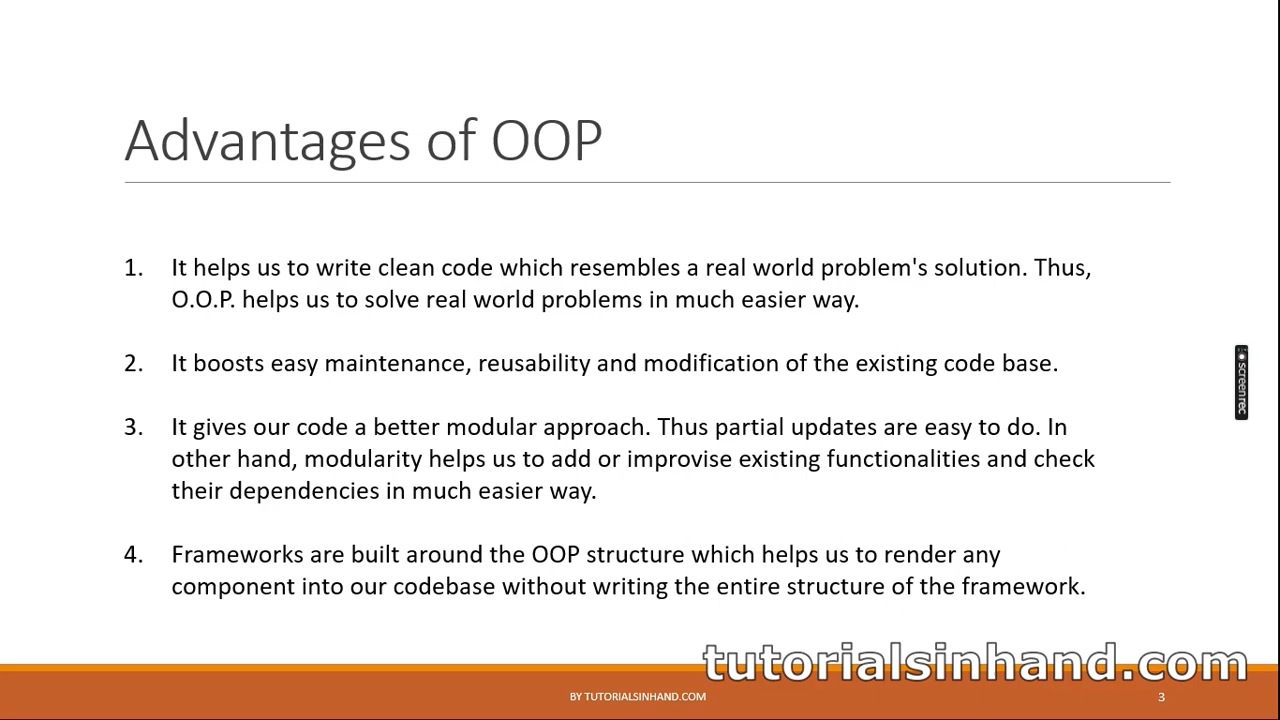 Advantages of OOP
1. It helps us to write clean code which resembles a real world problem's solution. Thus,
O.O.P. helps us to solve real world problems in much easier way.
2. It boosts easy maintenance, reusability and modification of the existing code base.
3. It gives our code a better modular approach. Thus partial updates are easy to do. In
other hand, modularity helps us to add or improvise existing functionalities and check
their dependencies in much easier way.
4. Frameworks are built around the OOP structure which helps us to render any
component into our codebase without writing the entire structure of the framework.
screenrec
tutorialsinhand.com
BY TUTORIALSINHAND.COM
3